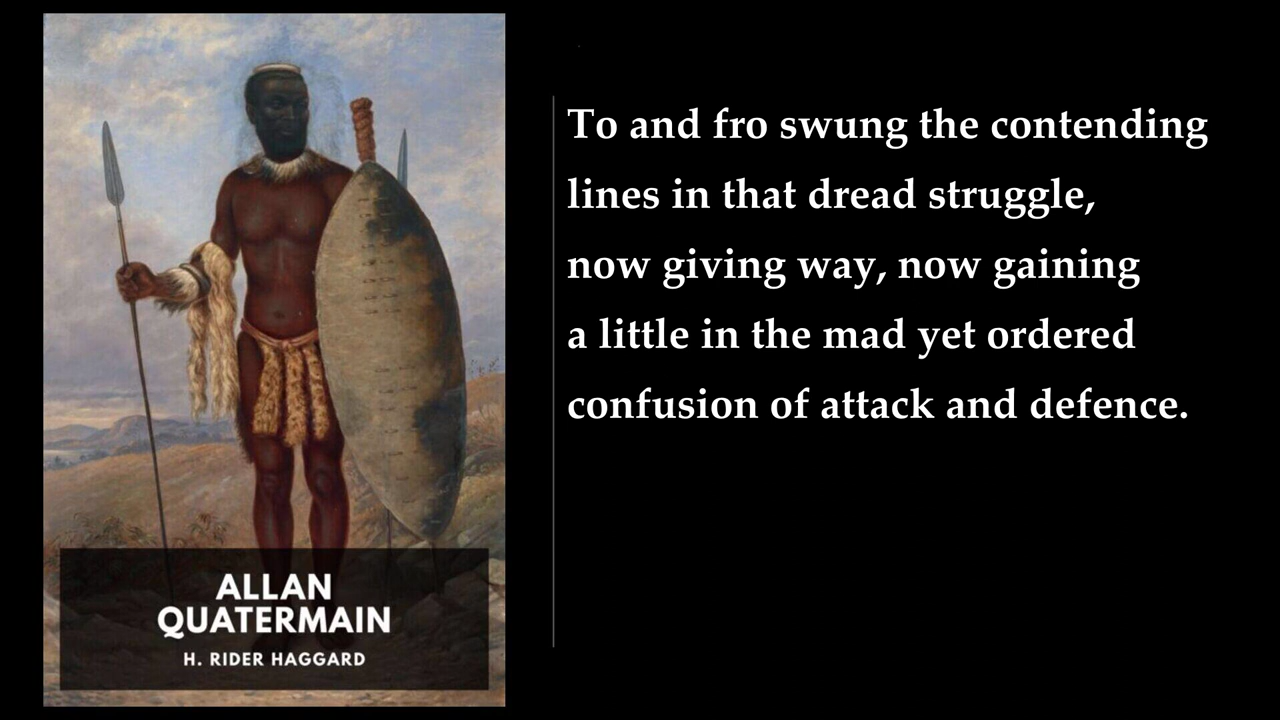 ALLAN
QUATERMAIN
H. RIDER HAGGARD
To and fro swung the contending
lines in that dread struggle,
now giving way, now gaining
a little in the mad yet ordered
confusion of attack and defence.